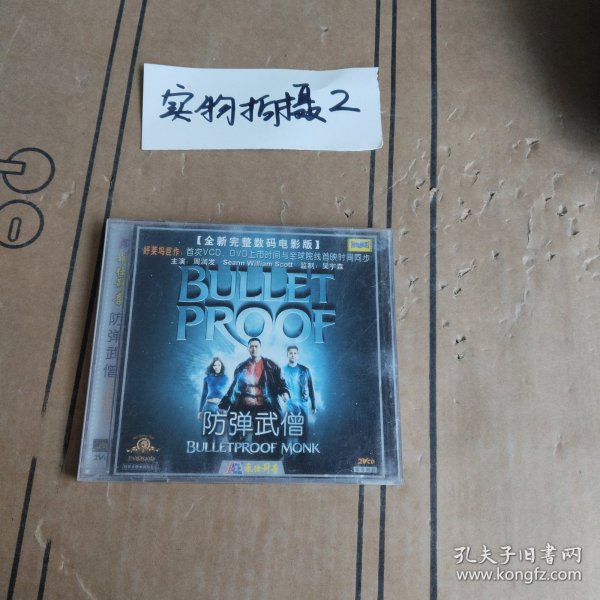 实物拍摄2
【全新完整数码电影版】
好莱坞巨作：首次VCD、DVD上市时间与全球院线首映时间同步
主演：周润发 Seann William Scott 监制：吴宇森
BULLET
PROOF
防弹武僧
BULLETPROOF MONK
2VCD
防弹武僧
孔夫子旧书网
www.kongfz.com